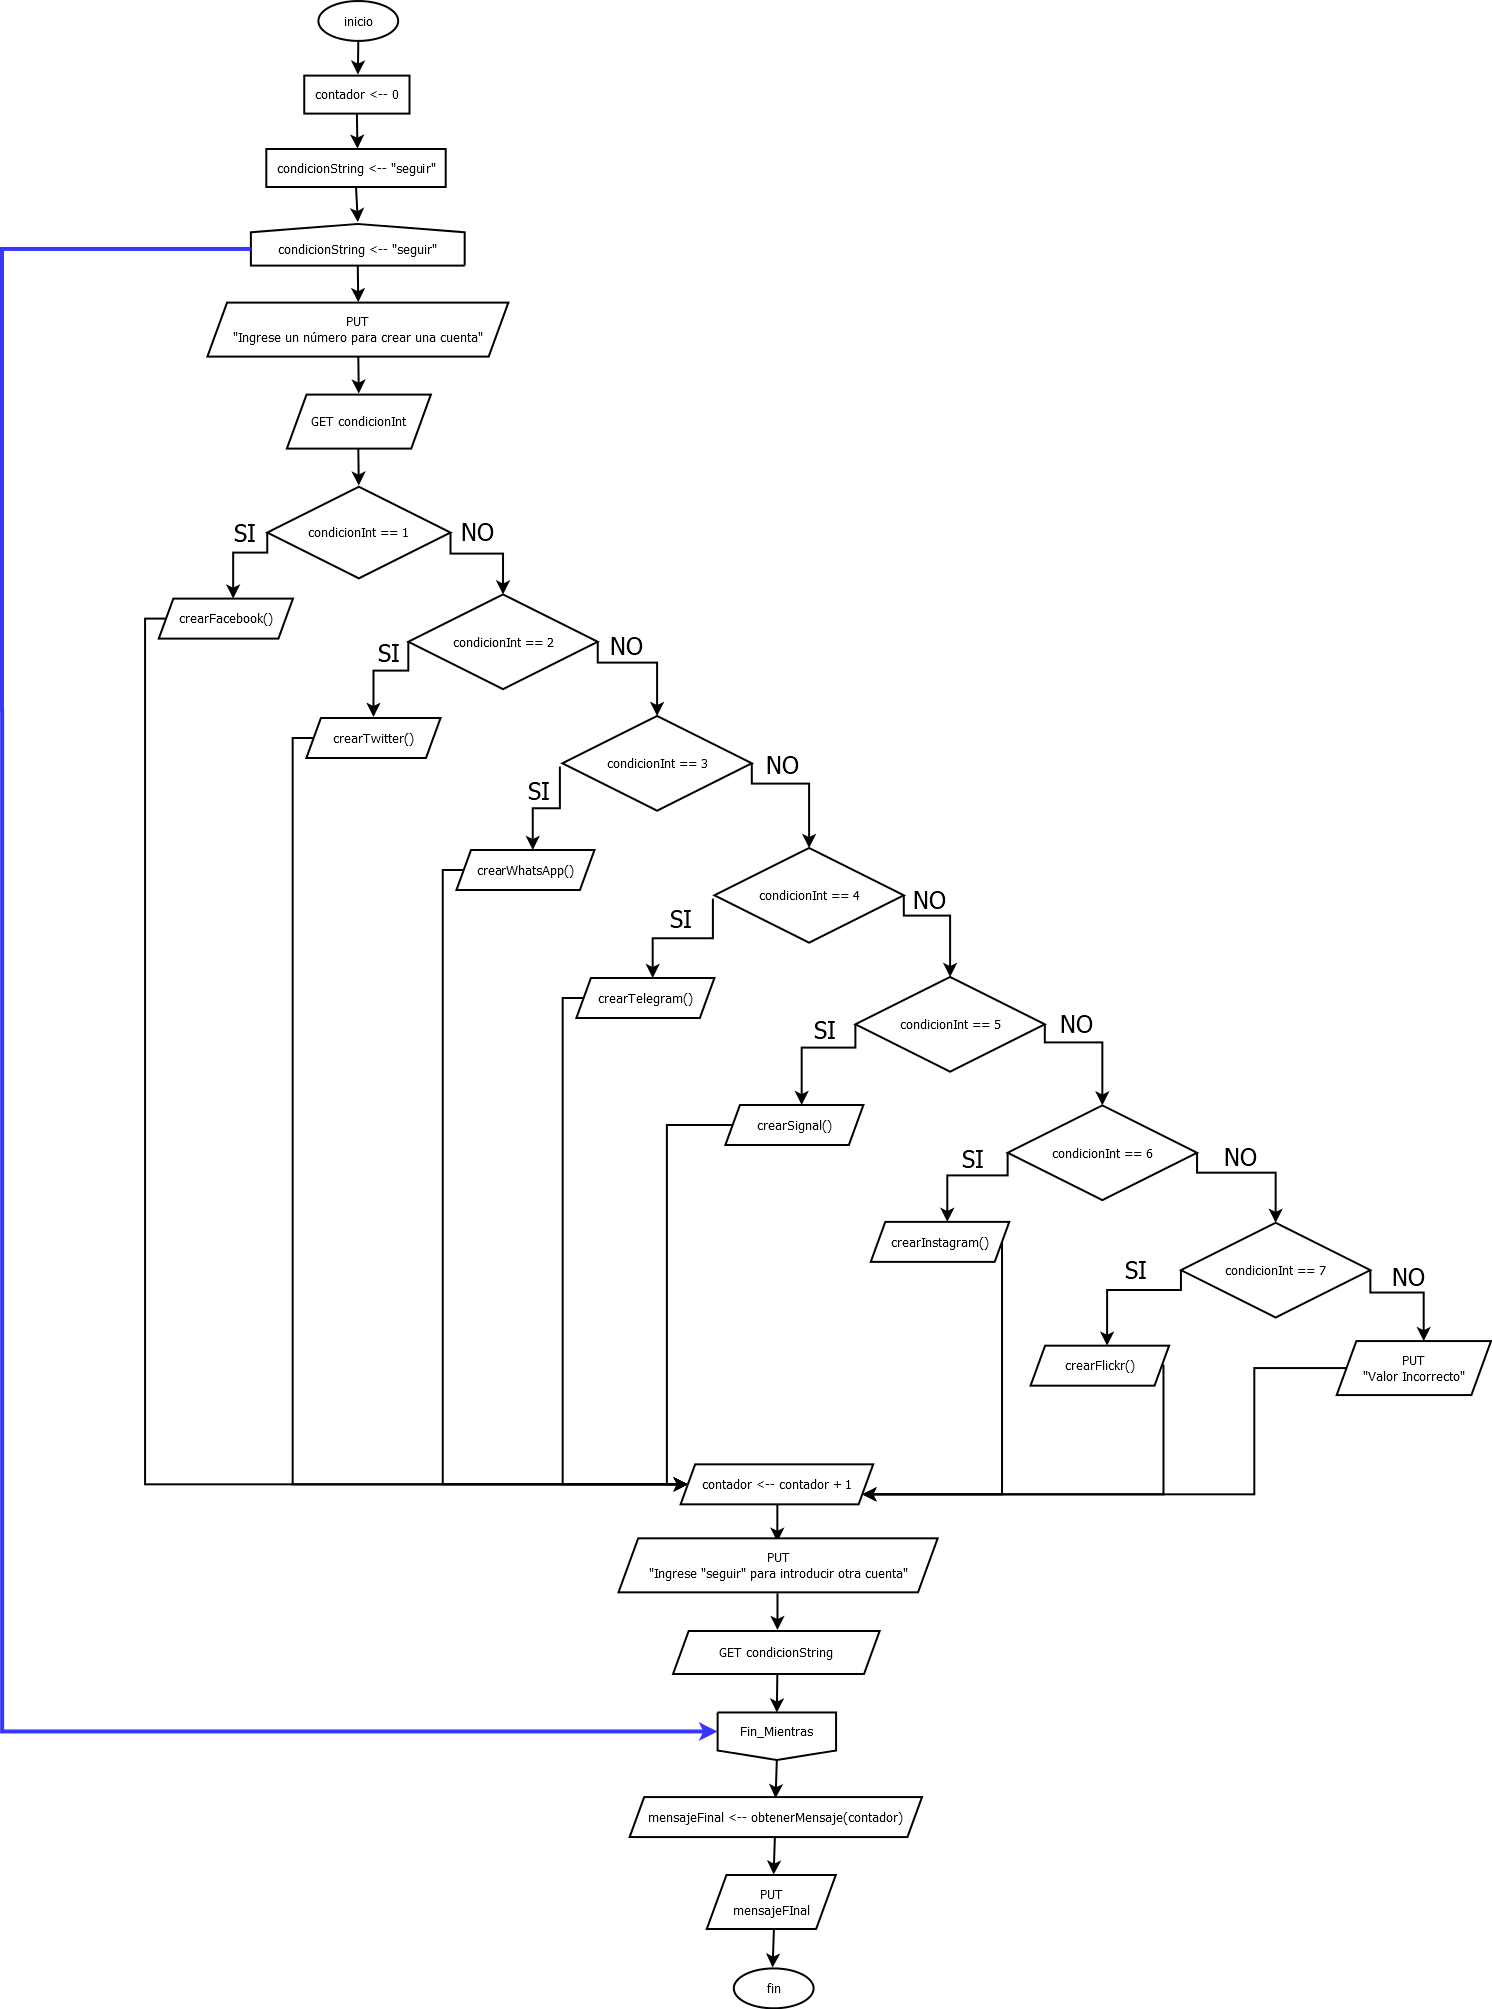 inicio
contador <-- 0
condicionString <-- "seguir"
condicionString <-- "seguir"
PUT
"Ingrese un número para crear una cuenta"
GET condicionInt
condicionInt == 1
SI
NO
crearFacebook()
condicionInt == 2
SI
NO
crearTwitter()
condicionInt == 3
SI
NO
crearWhatsApp()
condicionInt == 4
SI
NO
crearTelegram()
condicionInt == 5
SI
NO
crearSignal()
condicionInt == 6
SI
NO
crearInstagram()
condicionInt == 7
SI
NO
crearFlickr()
PUT
"Valor Incorrecto"
contador <-- contador + 1
PUT
"Ingrese "seguir" para introducir otra cuenta"
GET condicionString
Fin_Mientras
mensajeFinal <-- obtenerMensaje(contador)
PUT
mensajeFInal
fin